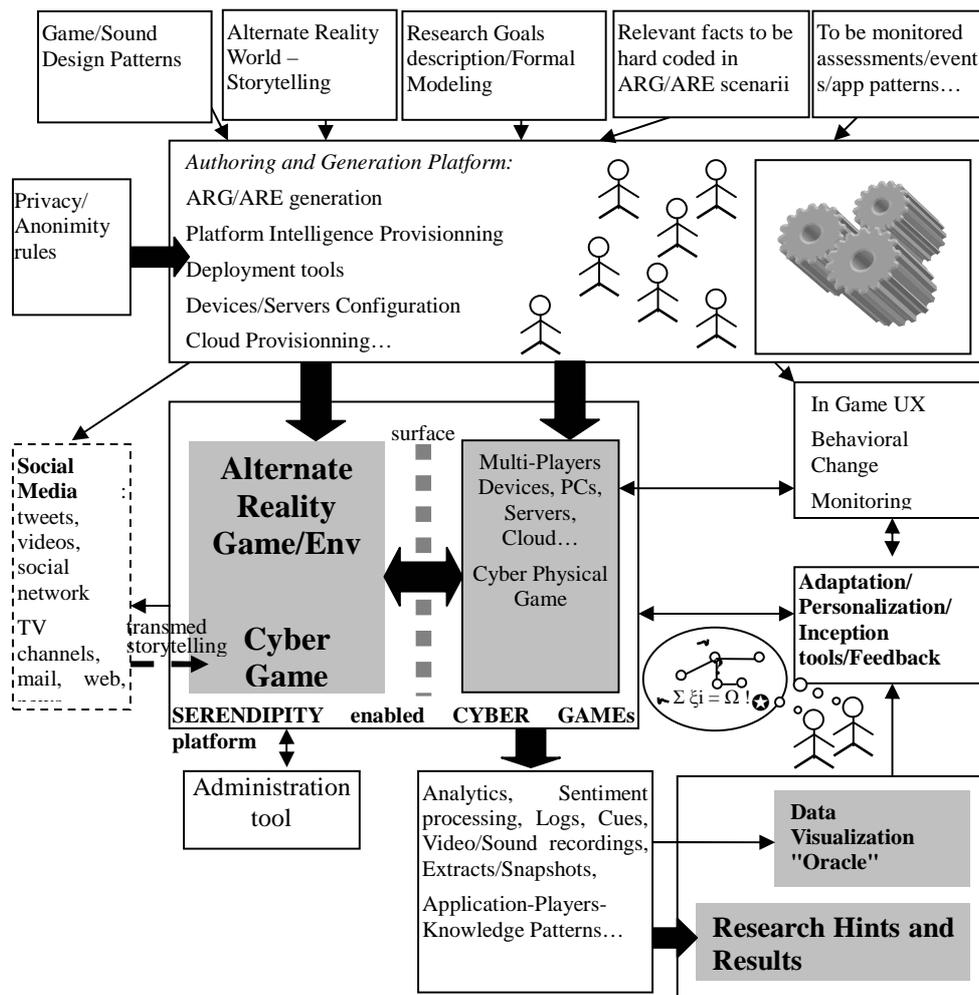 Game/Sound
Design Patterns
Alternate Reality
World –
Storytelling
Research Goals
description/Formal
Modeling
Relevant facts to be
hard coded in
ARG/ARE scenarii
To be monitored
assessments/event
s/app patterns…
Authoring and Generation Platform:
ARG/ARE generation
Platform Intelligence Provisionning
Deployment tools
Devices/Servers Configuration
Cloud Provisionning…
Privacy/
Anonimity
rules
In Game UX
Behavioral
Change
Monitoring
Social
Media :
tweets,
videos,
social
network
TV
channels,
mail, web,
transmed
storytelling
surface
Alternate
Reality
Game/Env
Cyber
Game
Multi-Players
Devices, PCs,
Servers,
Cloud…
Cyber Physical
Game
SERENDIPITY enabled CYBER GAMEs
platform
Adaptation/
Personalization/
Inception
tools/Feedback
Σ ξi = Ω !
Administration
tool
Analytics, Sentiment
processing, Logs, Cues,
Video/Sound recordings,
Extracts/Snapshots,
Application-Players-
Knowledge Patterns…
Data
Visualization
"Oracle"
Research Hints and
Results